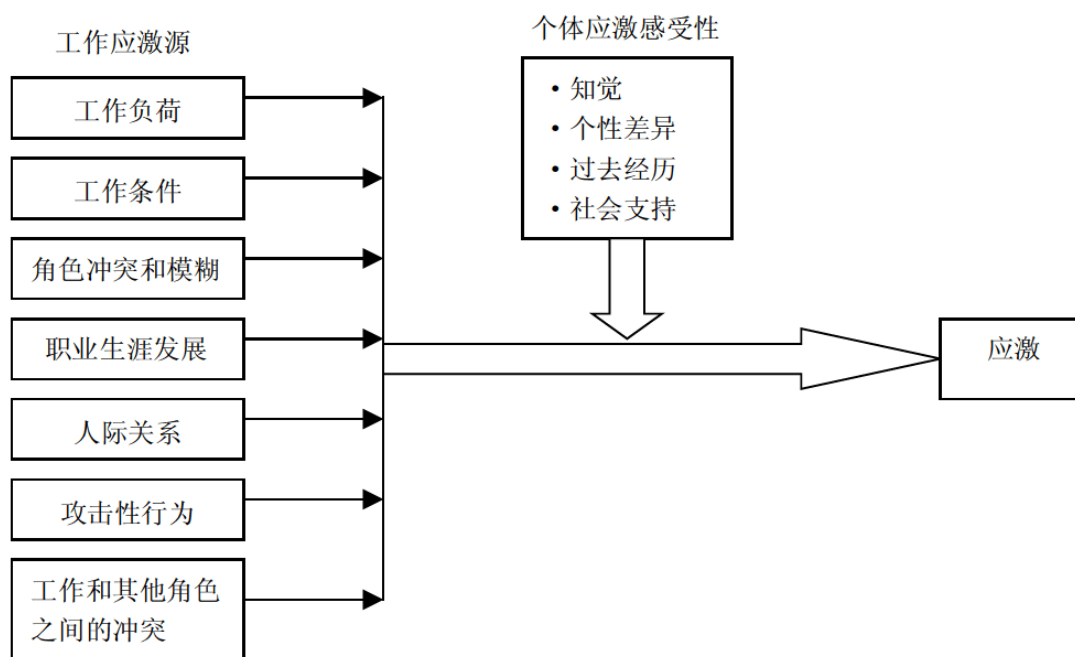 工作应激源
工作负荷
工作条件
角色冲突和模糊
职业生涯发展
人际关系
攻击性行为
工作和其他角色
之间的冲突
个体应激感受性
·知觉
·个性差异
·过去经历
·社会支持
应激